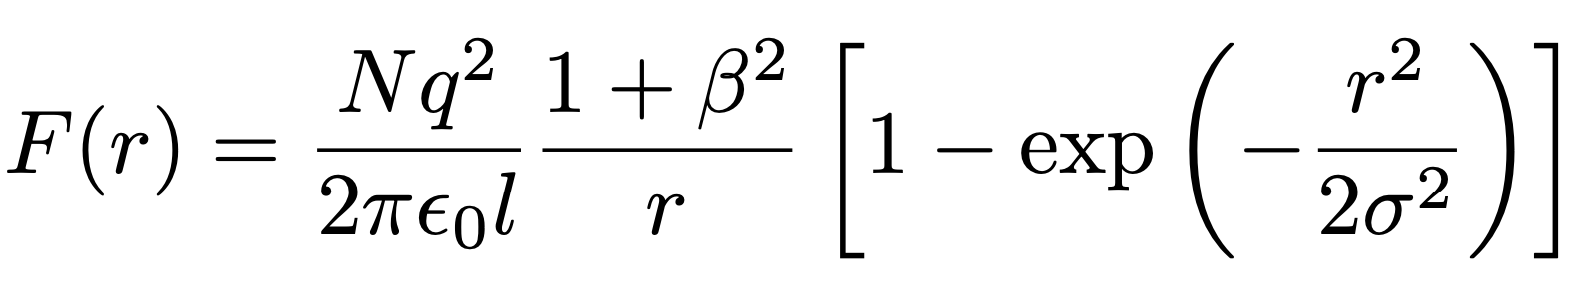 F(r) = \frac{Nq^2}{2\pi\epsilon_0 l} \frac{1+\beta^2}{r} \left[ 1 - \exp\left( -\frac{r^2}{2\sigma^2} \right) \right]